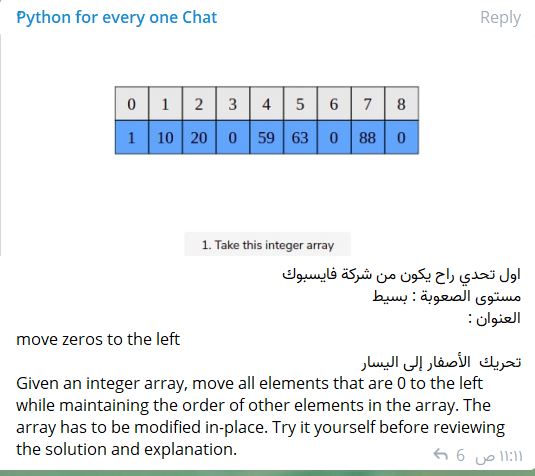 Python for every one Chat Reply
0 1 2 3 4 5 6 7 8
1 10 20 0 59 63 0 88 0
1. Take this integer array
اول تحدي راح يكون من شركة فايسبوك
مستوى الصعوبة : بسيط
العنوان :
move zeros to the left
تحريك الأصفار إلى اليسار
Given an integer array, move all elements that are 0 to the left
while maintaining the order of other elements in the array. The
array has to be modified in-place. Try it yourself before reviewing
the solution and explanation.
6 ١١:١١ ص